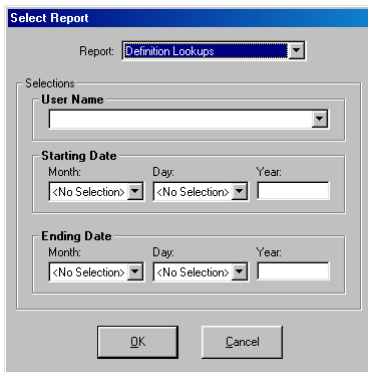 Select Report
Report: Definition Lookups
Selections
User Name
Starting Date
Month: Day: Year:
<No Selection> <No Selection>
Ending Date
Month: Day: Year:
<No Selection> <No Selection>
OK Cancel